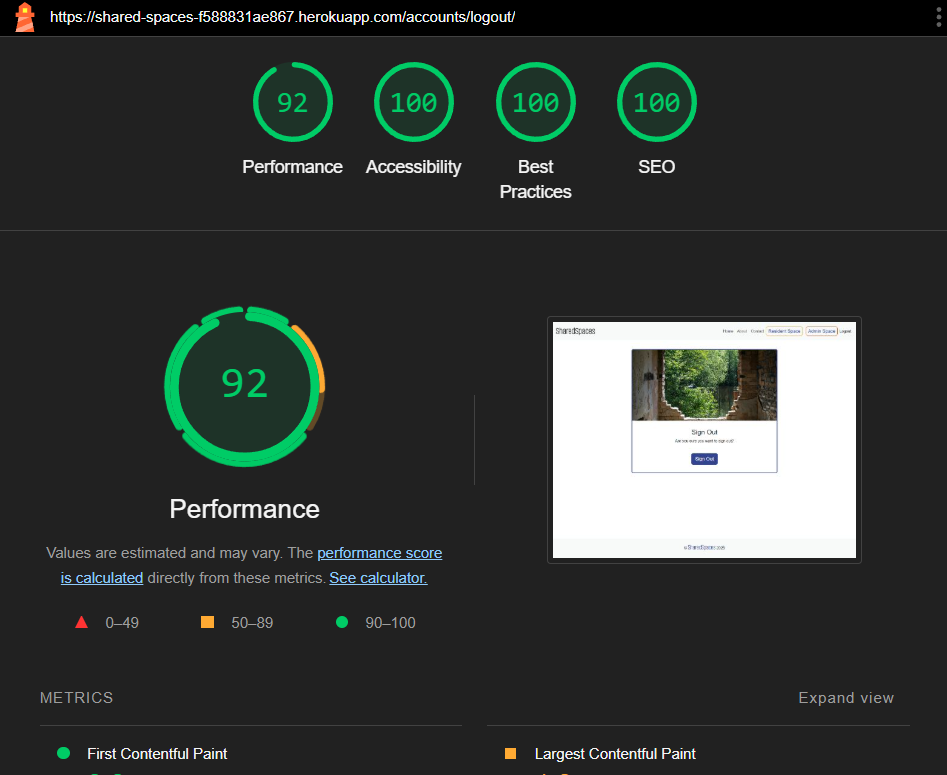 https://shared-spaces-f588831ae867.herokuapp.com/accounts/logout/
92
100
100
100
Performance
Accessibility
Best
Practices
SEO
92
Performance
Values are estimated and may vary. The performance score
is calculated directly from these metrics. See calculator.
0–49
50–89
90–100
SharedSpaces
Home About Contact Resident Space Admin Space Logout
Sign Out
Are you sure you want to sign out?
Sign Out
METRICS
Expand view
First Contentful Paint
Largest Contentful Paint